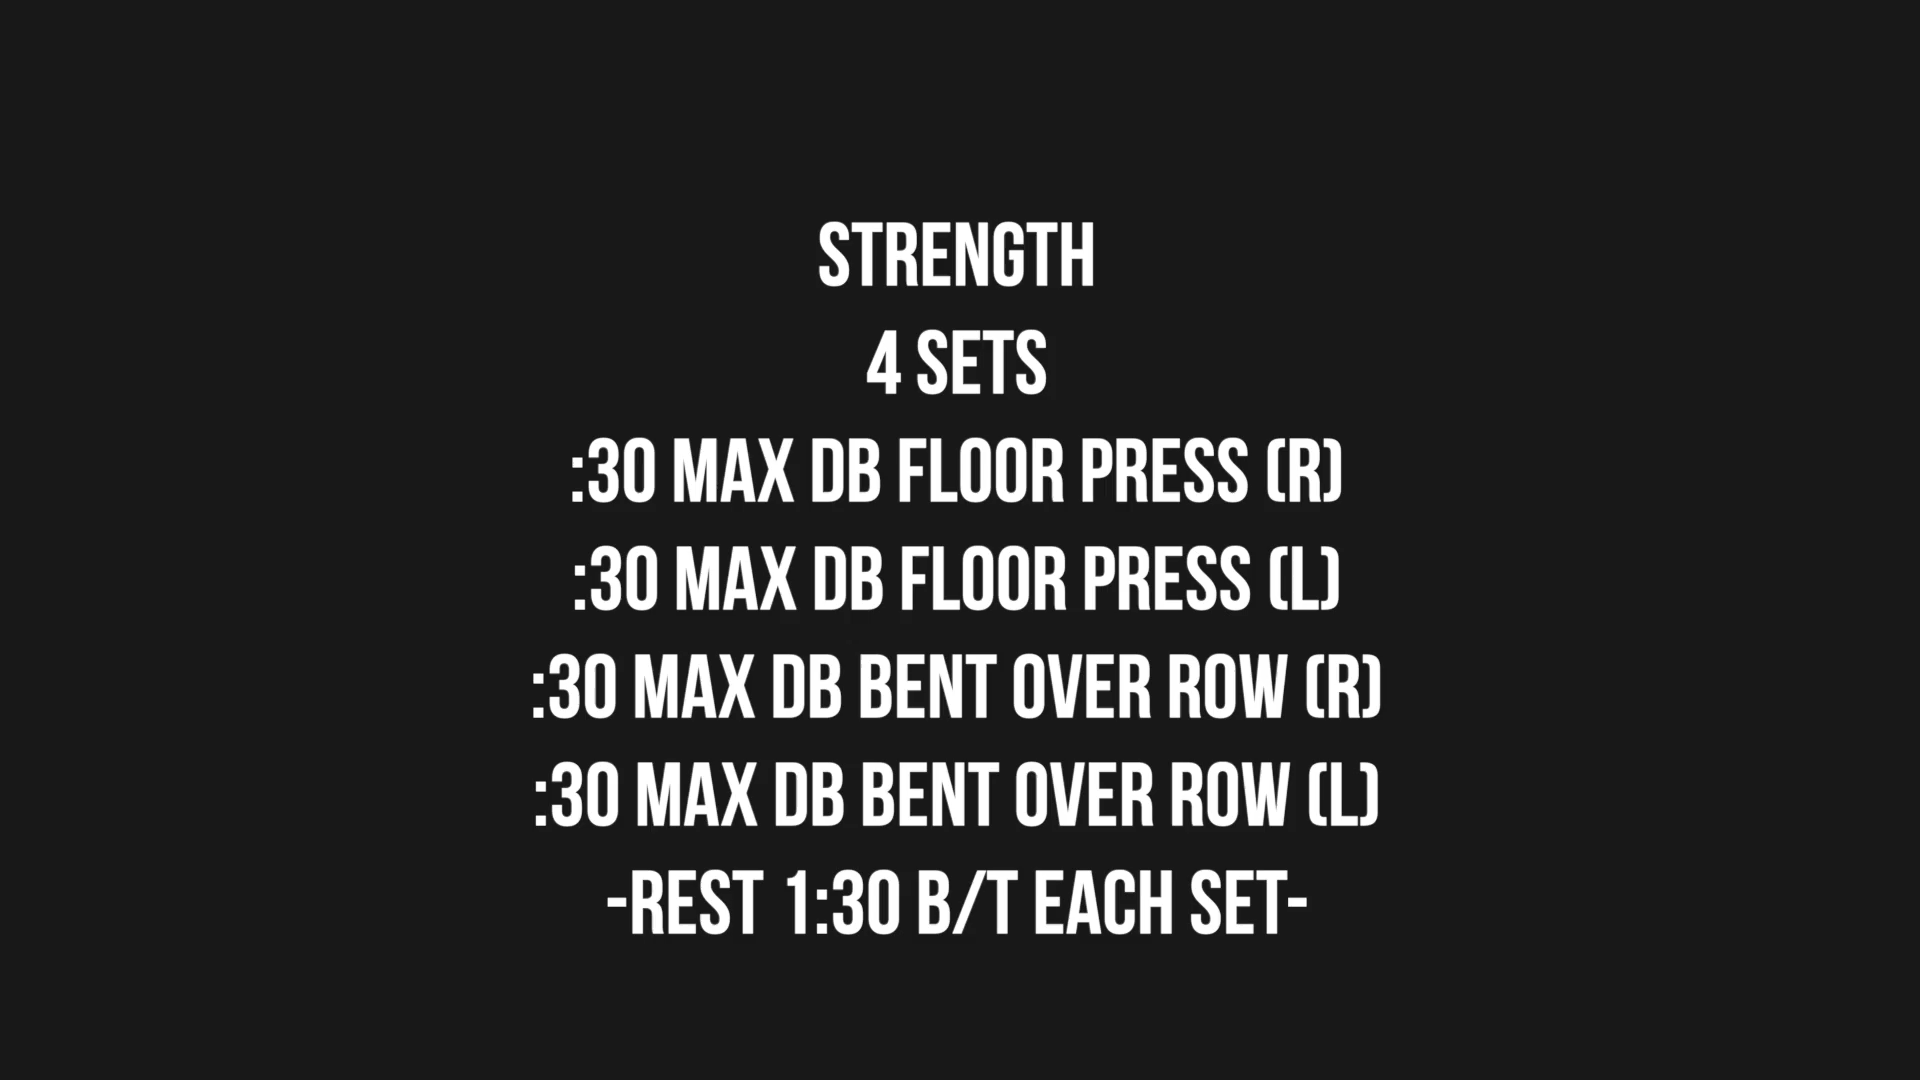 STRENGTH
4 SETS
:30 MAX DB FLOOR PRESS (R)
:30 MAX DB FLOOR PRESS (L)
:30 MAX DB BENT OVER ROW (R)
:30 MAX DB BENT OVER ROW (L)
-REST 1:30 B/T EACH SET-